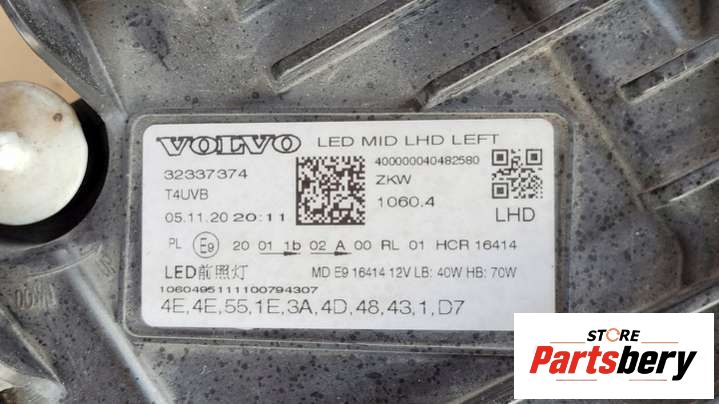 VOLVO LED MID LHD LEFT
32337374 400000040482580
T4UVB ZKW
05.11.20 20:11 1060.4
LHD
PL E9 20 01 1b 02 A 00 RL 01 HCR 16414
LED前照灯 MD E9 16414 12V LB: 40W HB: 70W
1060495111100794307
4E,4E,55,1E,3A,4D,48,43,1,D7
STORE
Partsbery